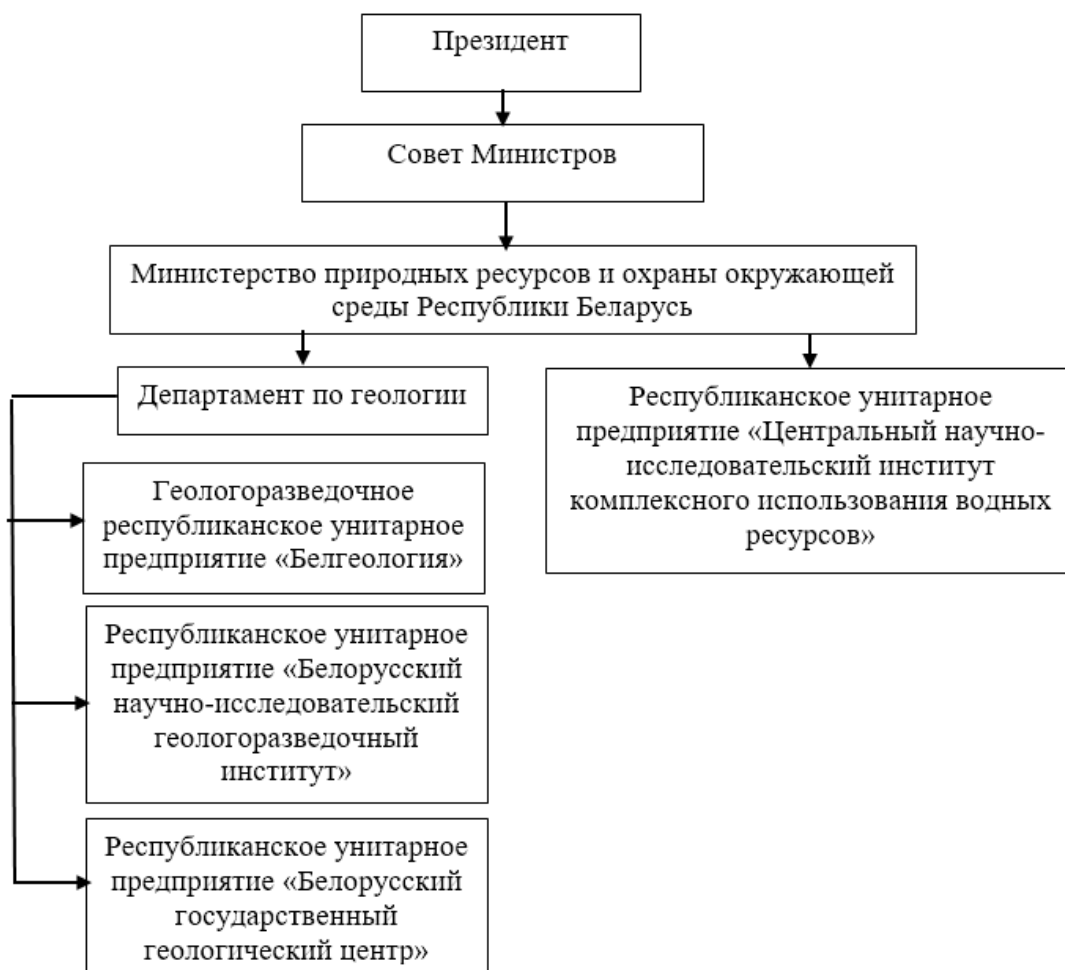 Президент
Совет Министров
Министерство природных ресурсов и охраны окружающей
среды Республики Беларусь
Департамент по геологии
Республиканское унитарное
предприятие «Центральный научно-
исследовательский институт
комплексного использования водных
ресурсов»
Геологоразведочное
республиканское унитарное
предприятие «Белгеология»
Республиканское унитарное
предприятие «Белорусский
научно-исследовательский
геологоразведочный
институт»
Республиканское унитарное
предприятие «Белорусский
государственный
геологический центр»